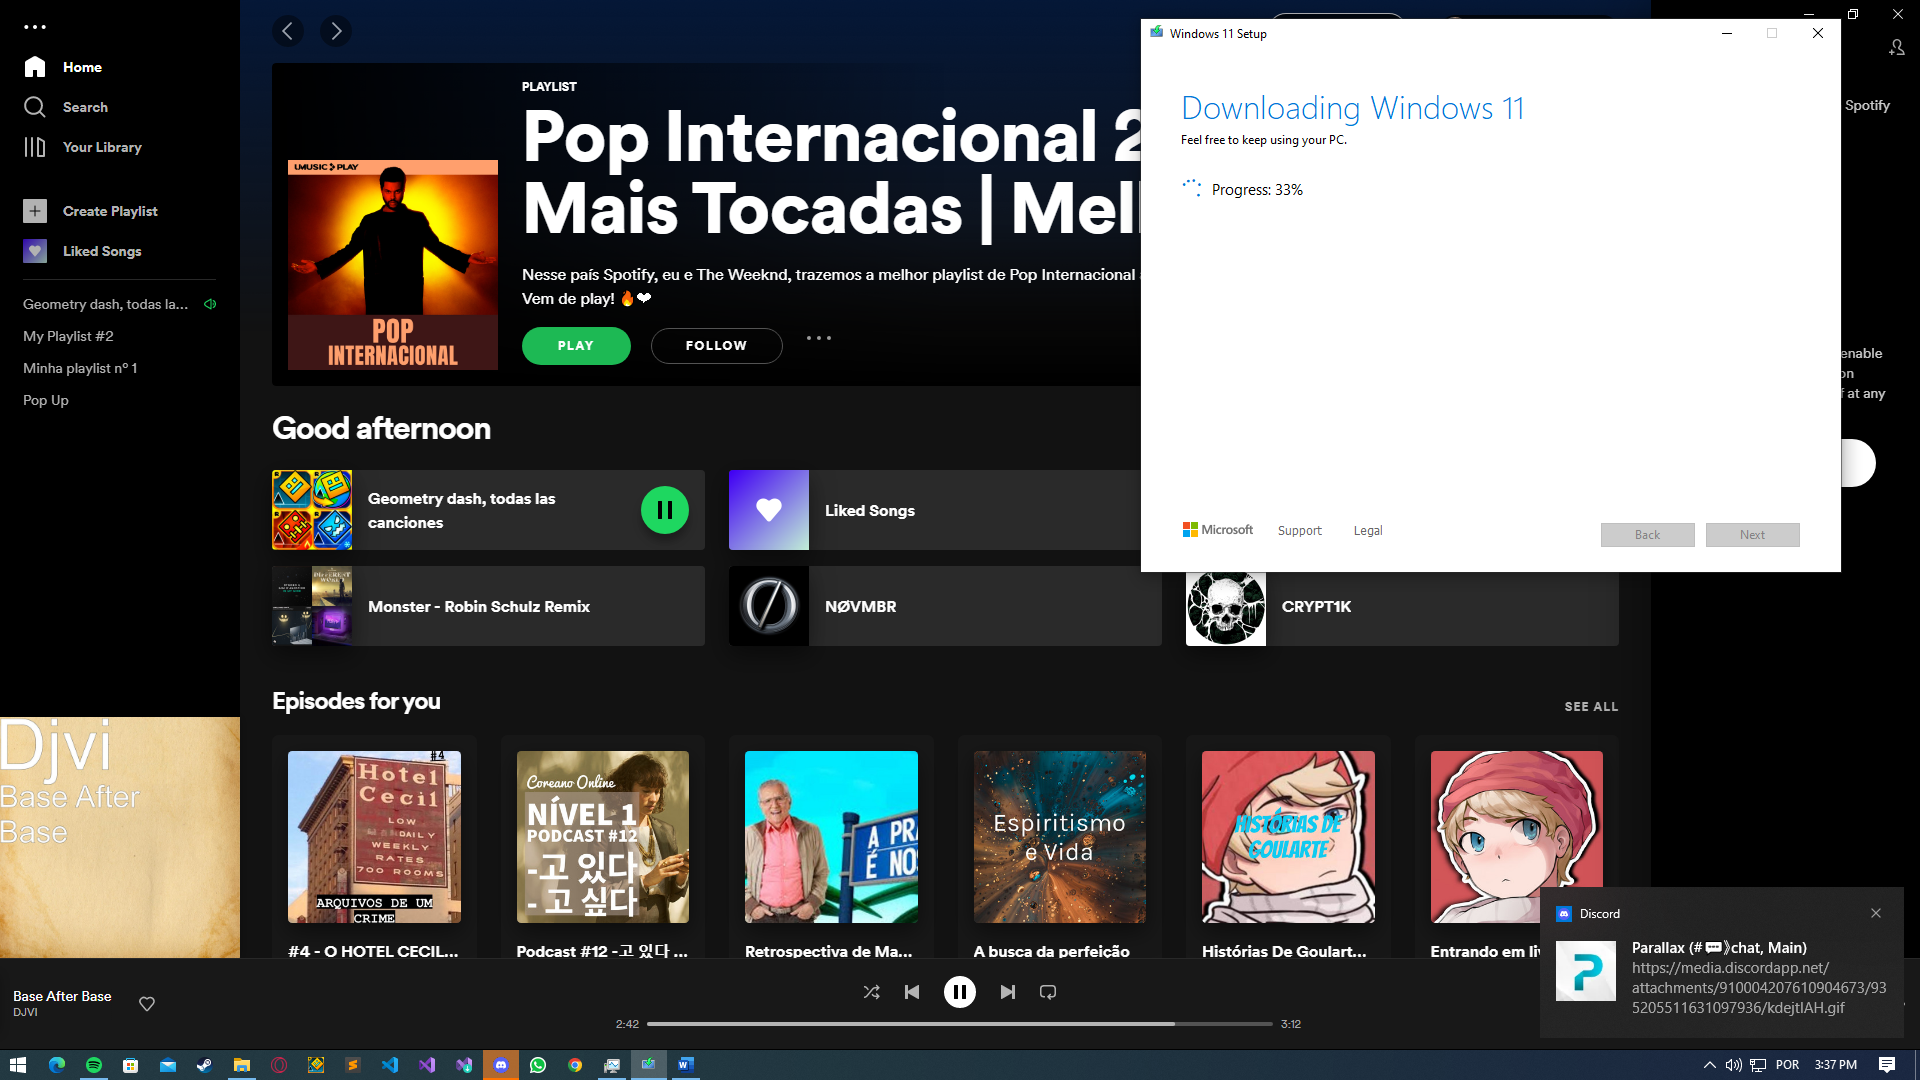 Home
Search
Your Library
Create Playlist
Liked Songs
Geometry dash, todas la...
My Playlist #2
Minha playlist nº 1
Pop Up
Djvi
Base After
Base
PLAYLIST
Pop Internacional 2
Mais Tocadas | Mel
Nesse país Spotify, eu e The Weeknd, trazemos a melhor playlist de Pop Internacional
Vem de play! 🔥❤
PLAY
FOLLOW
UMUSIC PLAY
POP
INTERNACIONAL
Good afternoon
Geometry dash, todas las
canciones
Liked Songs
Monster - Robin Schulz Remix
NØVMBR
CRYPT1K
Episodes for you
SEE ALL
#4
Hotel
Cecil
LOW
DAILY
WEEKLY
RATES
700 ROOMS
ARQUIVOS DE UM
CRIME
#4 - O HOTEL CECIL...
Coreano Online
NÍVEL 1
PODCAST #12
-고 있다
- 고 싶다
Podcast #12 -고 있다 ...
A PRA
É NOS
Retrospectiva de Ma...
Espiritismo
e Vida
A busca da perfeição
HISTÓRIAS DE
GOULARTE
Histórias De Goulart...
Entrando em li
Windows 11 Setup
Downloading Windows 11
Feel free to keep using your PC.
Progress: 33%
Microsoft
Support
Legal
Back
Next
Spotify
enable
on
f at any
Discord
Parallax (#💬》chat, Main)
https://media.discordapp.net/
attachments/910004207610904673/93
5205511631097936/kdejtIAH.gif
Base After Base
DJVI
2:42
3:12
POR
3:37 PM